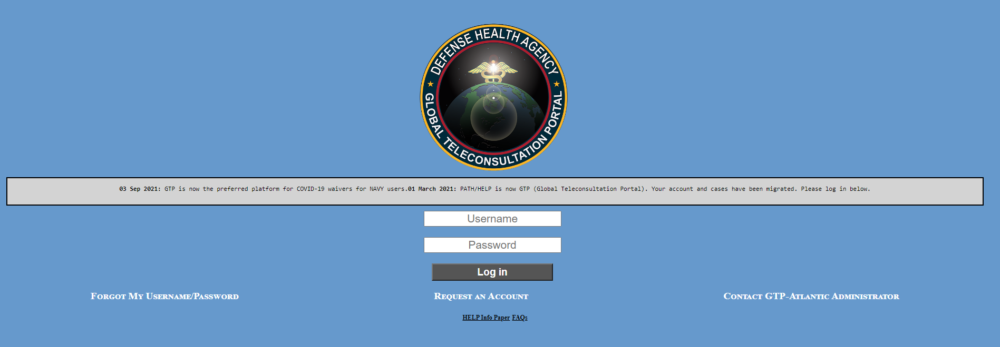 DEFENSE HEALTH AGENCY
GLOBAL TELECONSULTATION PORTAL
03 Sep 2021: GTP is now the preferred platform for COVID-19 waivers for NAVY users.01 March 2021: PATH/HELP is now GTP (Global Teleconsultation Portal). Your account and cases have been migrated. Please log in below.
Username
Password
Log in
Forgot My Username/Password
Request an Account
Contact GTP-Atlantic Administrator
HELP Info Paper FAQs